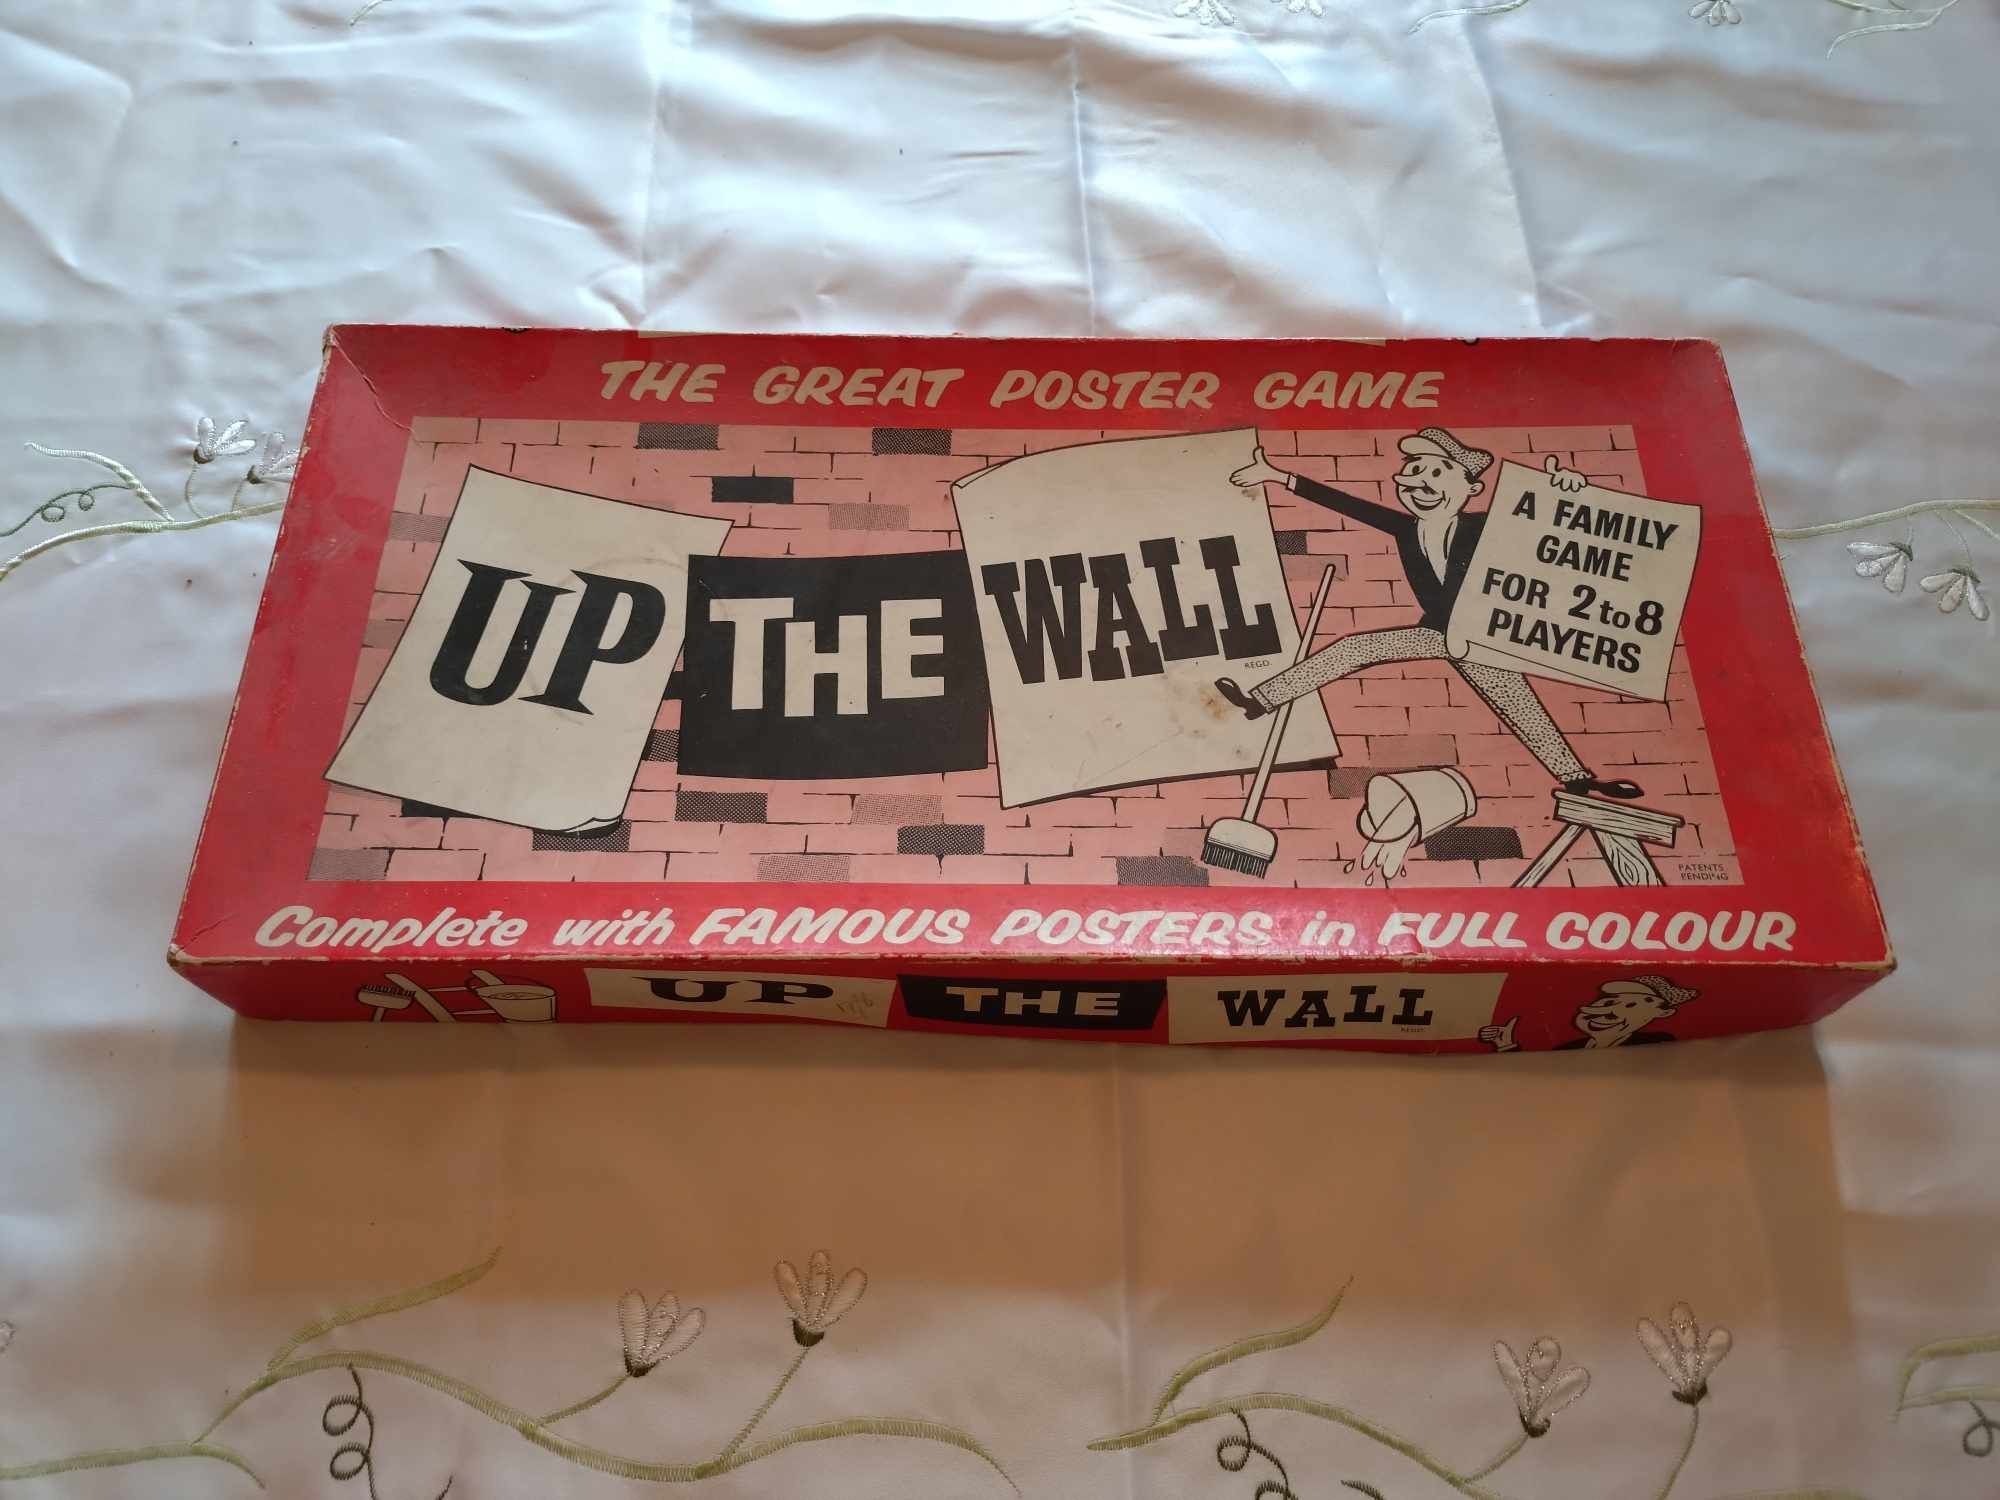 THE GREAT POSTER GAME
UP THE WALL
REGD.
A FAMILY
GAME
FOR 2 to 8
PLAYERS
PATENTS
PENDING
Complete with FAMOUS POSTERS in FULL COLOUR
UP THE WALL
REGD.